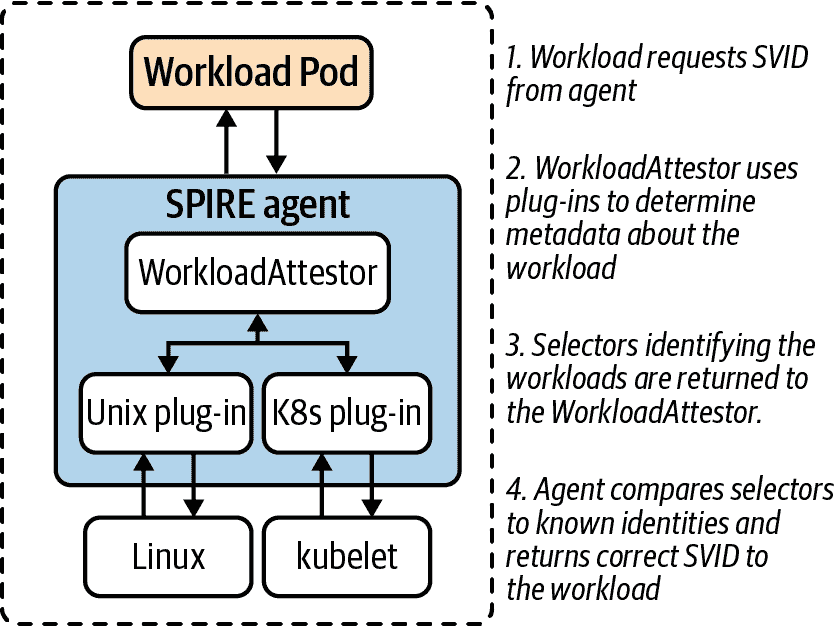 Workload Pod
SPIRE agent
WorkloadAttestor
Unix plug-in
K8s plug-in
Linux
kubelet
1. Workload requests SVID
from agent
2. WorkloadAttestor uses
plug-ins to determine
metadata about the
workload
3. Selectors identifying the
workloads are returned to
the WorkloadAttestor.
4. Agent compares selectors
to known identities and
returns correct SVID to
the workload